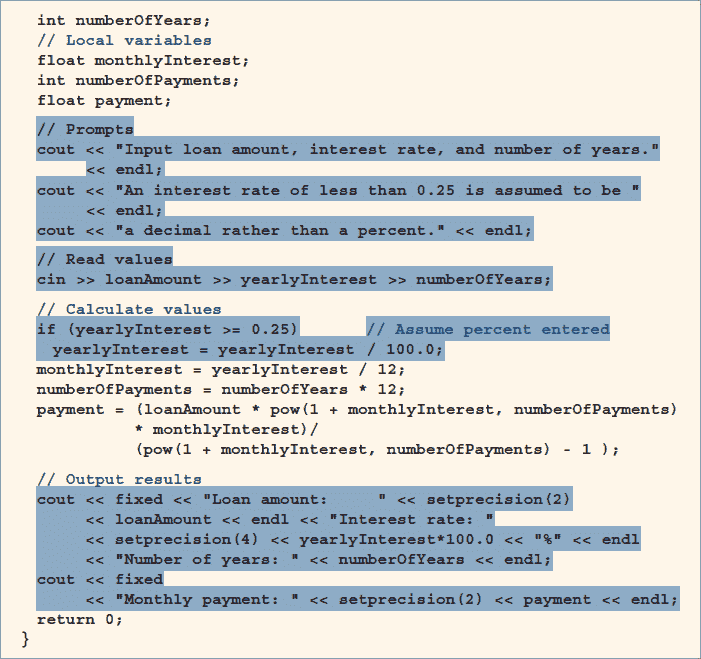 int numberOfYears;
// Local variables
float monthlyInterest;
int numberOfPayments;
float payment;
// Prompts
cout << "Input loan amount, interest rate, and number of years."
<< endl;
cout << "An interest rate of less than 0.25 is assumed to be "
<< endl;
cout << "a decimal rather than a percent." << endl;
// Read values
cin >> loanAmount >> yearlyInterest >> numberOfYears;
// Calculate values
if (yearlyInterest >= 0.25)       // Assume percent entered
yearlyInterest = yearlyInterest / 100.0;
monthlyInterest = yearlyInterest / 12;
numberOfPayments = numberOfYears * 12;
payment = (loanAmount * pow(1 + monthlyInterest, numberOfPayments)
* monthlyInterest)/
(pow(1 + monthlyInterest, numberOfPayments) - 1 );
// Output results
cout << fixed << "Loan amount:     " << setprecision(2)
<< loanAmount << endl << "Interest rate: "
<< setprecision(4) << yearlyInterest*100.0 << "%" << endl
<< "Number of years: " << numberOfYears << endl;
cout << fixed
<< "Monthly payment: " << setprecision(2) << payment << endl;
return 0;
}